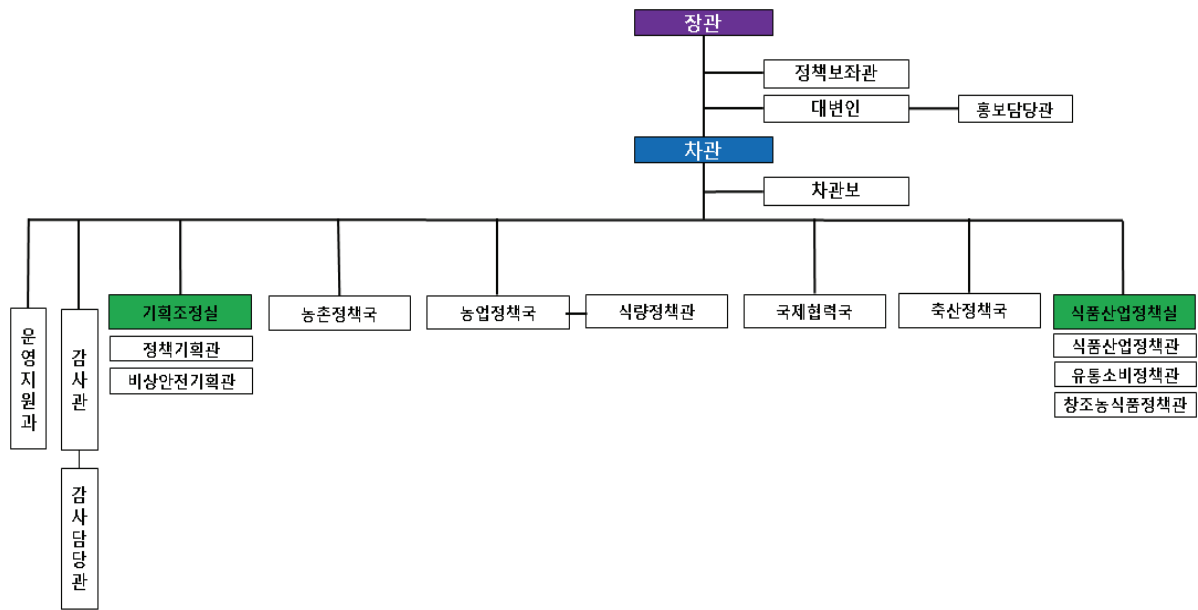 장관
정책보좌관
대변인
홍보담당관
차관
차관보
운영지원과
감사관
감사담당관
기획조정실
정책기획관
비상안전기획관
농촌정책국
농업정책국
식량정책관
국제협력국
축산정책국
식품산업정책실
식품산업정책관
유통소비정책관
창조농식품정책관